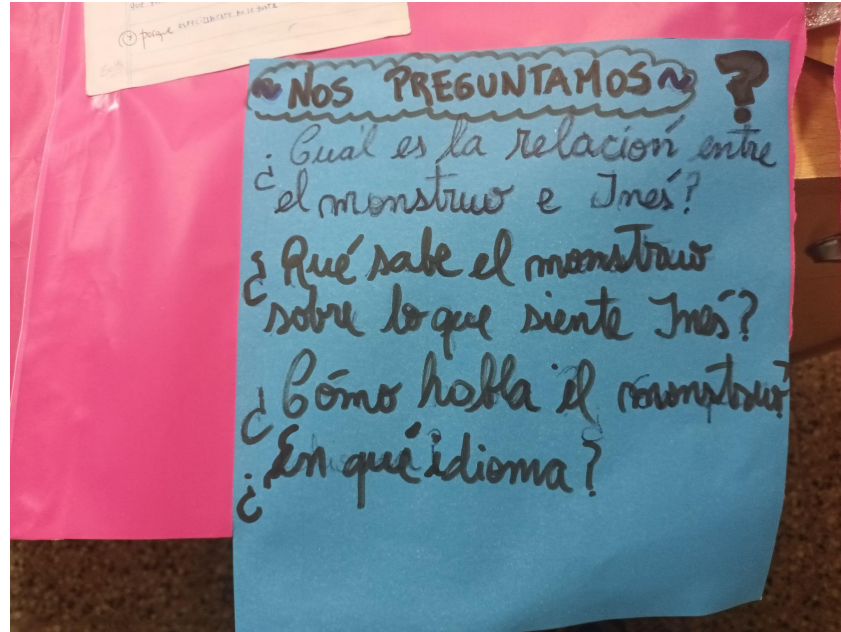 porque
~ NOS PREGUNTAMOS ~ ?
¿Cuál es la relación entre
el monstruo e Inés?
¿Qué sabe el monstruo
sobre lo que siente Inés?
¿Cómo habla el monstruo?
¿En qué idioma?